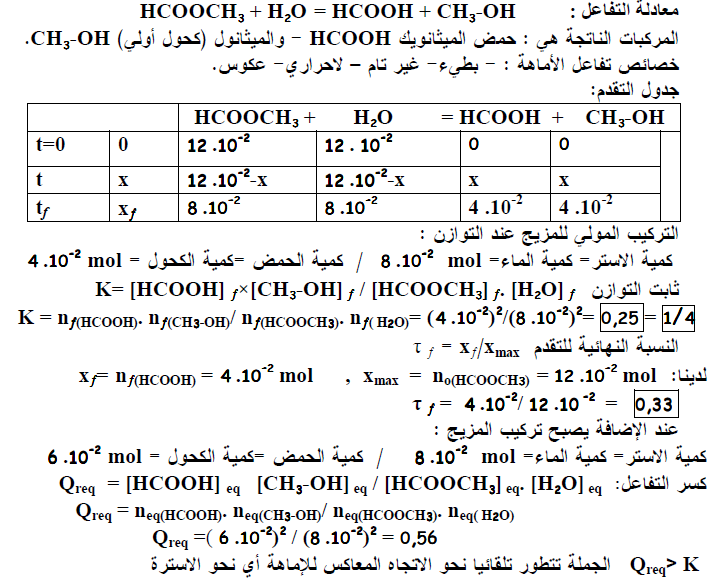 معادلة التفاعل : HCOOCH₃ + H₂O = HCOOH + CH₃-OH
المركبات الناتجة هي : حمض الميثانويك HCOOH - والميثانول (كحول أولي) CH₃-OH.
خصائص تفاعل الأماهة : - بطيء- غير تام - لاحراري- عكوس.
جدول التقدم:
HCOOCH₃ + H₂O = HCOOH + CH₃-OH
t=0 0 12 .10⁻² 12 . 10⁻² 0 0
t x 12 .10⁻²-x 12 .10⁻²-x x x
t𝑓 x𝑓 8 .10⁻² 8 .10⁻² 4 .10⁻² 4 .10⁻²
التركيب المولي للمزيج عند التوازن :
كمية الاستر= كمية الماء= 8 .10⁻² mol / كمية الحمض =كمية الكحول = 4 .10⁻² mol
ثابت التوازن K= [HCOOH] 𝑓×[CH₃-OH] 𝑓 / [HCOOCH₃] 𝑓. [H₂O] 𝑓
K = n𝑓(HCOOH). n𝑓(CH3-OH)/ n𝑓(HCOOCH3). n𝑓( H2O)= (4 .10⁻²)²/(8 .10⁻²)²= 0,25 = 1/4
النسبة النهائية للتقدم τ 𝑓 = x𝑓/xmax
لدينا: x𝑓= n𝑓(HCOOH) = 4 .10⁻² mol , xmax = no(HCOOCH3) = 12 .10⁻² mol
τ 𝑓 = 4 .10⁻²/ 12 .10 ⁻² = 0,33
عند الإضافة يصبح تركيب المزيج :
كمية الاستر= كمية الماء= 8 .10⁻² mol / كمية الحمض =كمية الكحول = 6 .10⁻² mol
كسر التفاعل: Qreq = [HCOOH] eq [CH₃-OH] eq / [HCOOCH₃] eq. [H₂O] eq
Qreq = neq(HCOOH). neq(CH3-OH)/ neq(HCOOCH3). neq( H2O)
Qreq =( 6 .10⁻²)² / (8 .10⁻²)² = 0,56
Qreq> K الجملة تتطور تلقائيا نحو الاتجاه المعاكس للإماهة أي نحو الاسترة